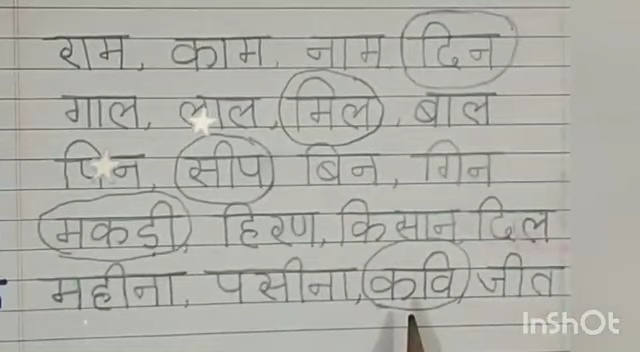 राम, काम, नाम दिन
गाल, लाल, मिल, बाल
पिन, सीप बिन, गिन
मकडी, हिरण, किसान, दिल
महीना, पसीना, कवि, जीत
InShOt